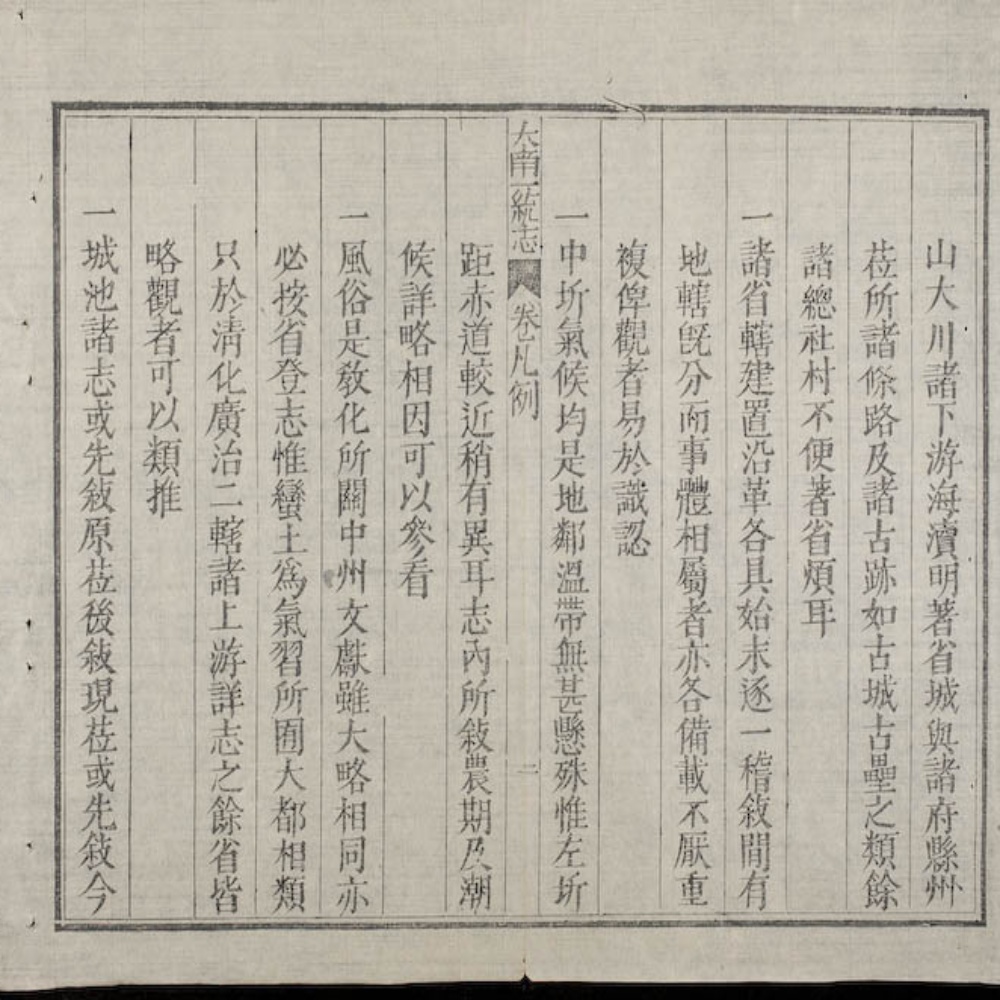 山大川諸下游海瀆明著省城與諸府縣州
莅所諸條路及諸古跡如古城古壘之類餘
諸總社村不便著省煩耳
一諸省轄建置沿革各具始末逐一稽敘間有
地轄旣分而事體相屬者亦各備載不厭重
複俾觀者易於識認
一中圻氣候均是地鄰溫帶無甚懸殊惟左圻
大南一統志 卷之凡例 二
距赤道較近稍有異耳志內所敘農期及潮
候詳略相因可以參看
一風俗是敎化所關中州文獻雖大略相同亦
必按省登志惟蠻土爲氣習所囿大都相類
只於淸化廣治二轄諸上游詳志之餘省皆
略觀者可以類推
一城池諸志或先敘原莅後敘現莅或先敘今